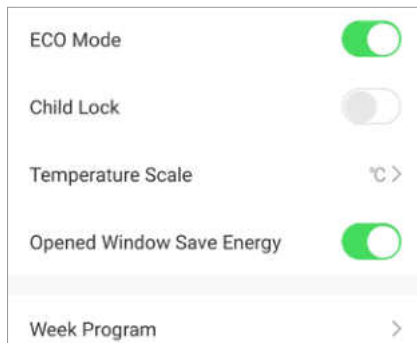 ECO Mode
Child Lock
Temperature Scale ℃ >
Opened Window Save Energy
Week Program >